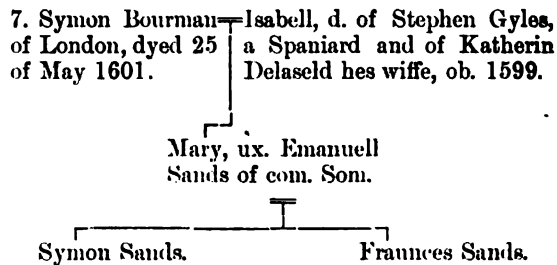 7. Symon Bourman
of London, dyed 25
of May 1601.
Isabell, d. of Stephen Gyles,
a Spaniard and of Katherin
Delaseld hes wiffe, ob. 1599.
Mary, ux. Emanuell
Sands of com. Som.
Symon Sands.
Fraunces Sands.